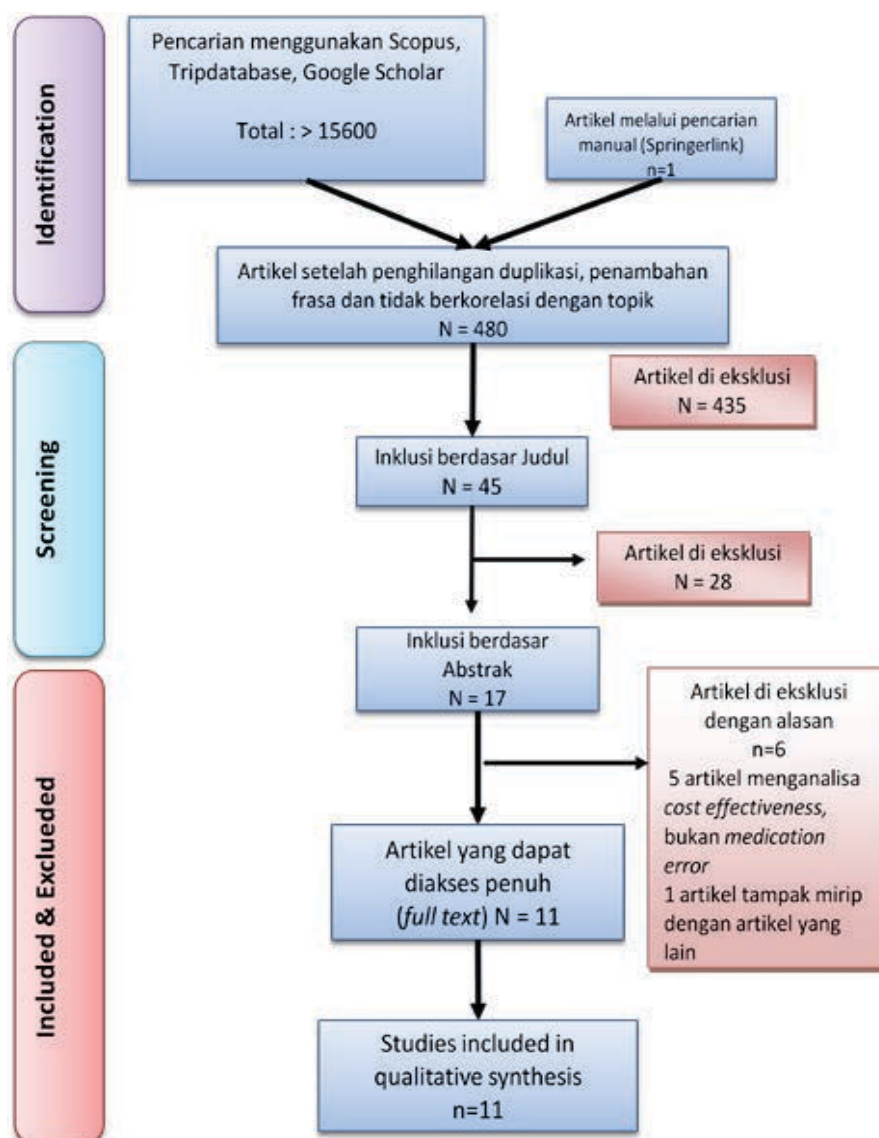 Identification
Pencarian menggunakan Scopus,
Tripdatabase, Google Scholar
Total : > 15600
Artikel melalui pencarian
manual (Springerlink)
n=1
Artikel setelah penghilangan duplikasi, penambahan
frasa dan tidak berkorelasi dengan topik
N = 480
Screening
Artikel di eksklusi
N = 435
Inklusi berdasar Judul
N = 45
Artikel di eksklusi
N = 28
Inklusi berdasar
Abstrak
N = 17
Included & Exclueded
Artikel di eksklusi
dengan alasan
n=6
5 artikel menganalisa
cost effectiveness,
bukan medication
error
1 artikel tampak mirip
dengan artikel yang
lain
Artikel yang dapat
diakses penuh
(full text) N = 11
Studies included in
qualitative synthesis
n=11